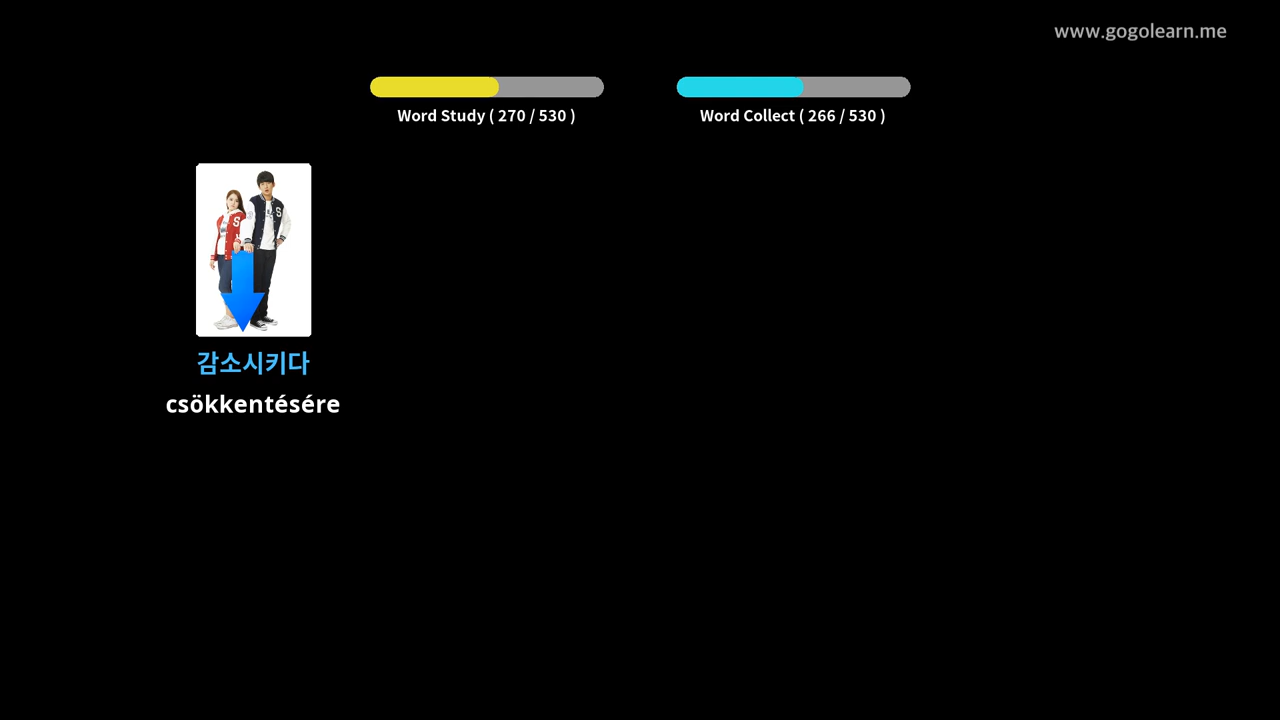 www.gogolearn.me
Word Study ( 270 / 530 )
Word Collect ( 266 / 530 )
S
S
감소시키다
csökkentésére